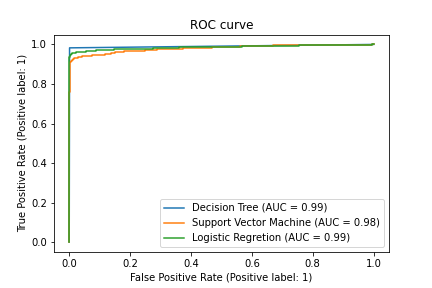 ROC curve
True Positive Rate (Positive label: 1)
1.0
0.8
0.6
0.4
0.2
0.0
Decision Tree (AUC = 0.99)
Support Vector Machine (AUC = 0.98)
Logistic Regretion (AUC = 0.99)
0.0 0.2 0.4 0.6 0.8 1.0
False Positive Rate (Positive label: 1)